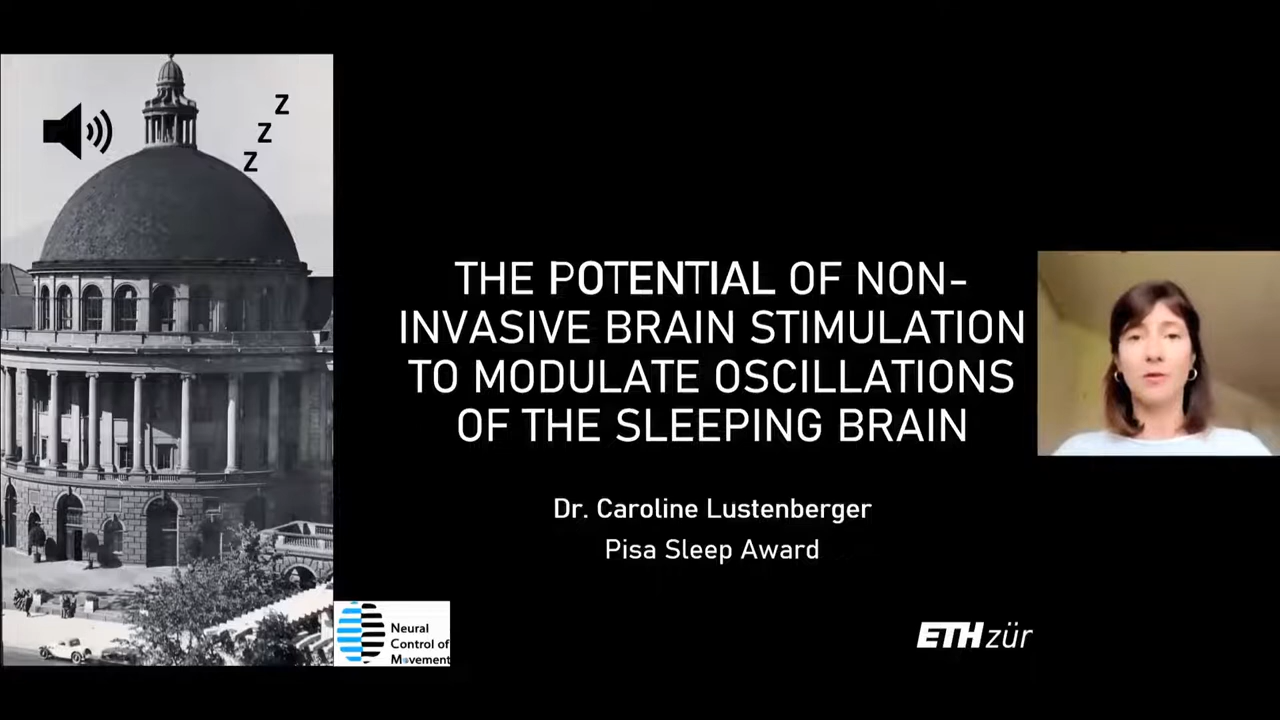 z
z
z
THE POTENTIAL OF NON-
INVASIVE BRAIN STIMULATION
TO MODULATE OSCILLATIONS
OF THE SLEEPING BRAIN
Dr. Caroline Lustenberger
Pisa Sleep Award
Neural
Control of
Movement
ETH zür